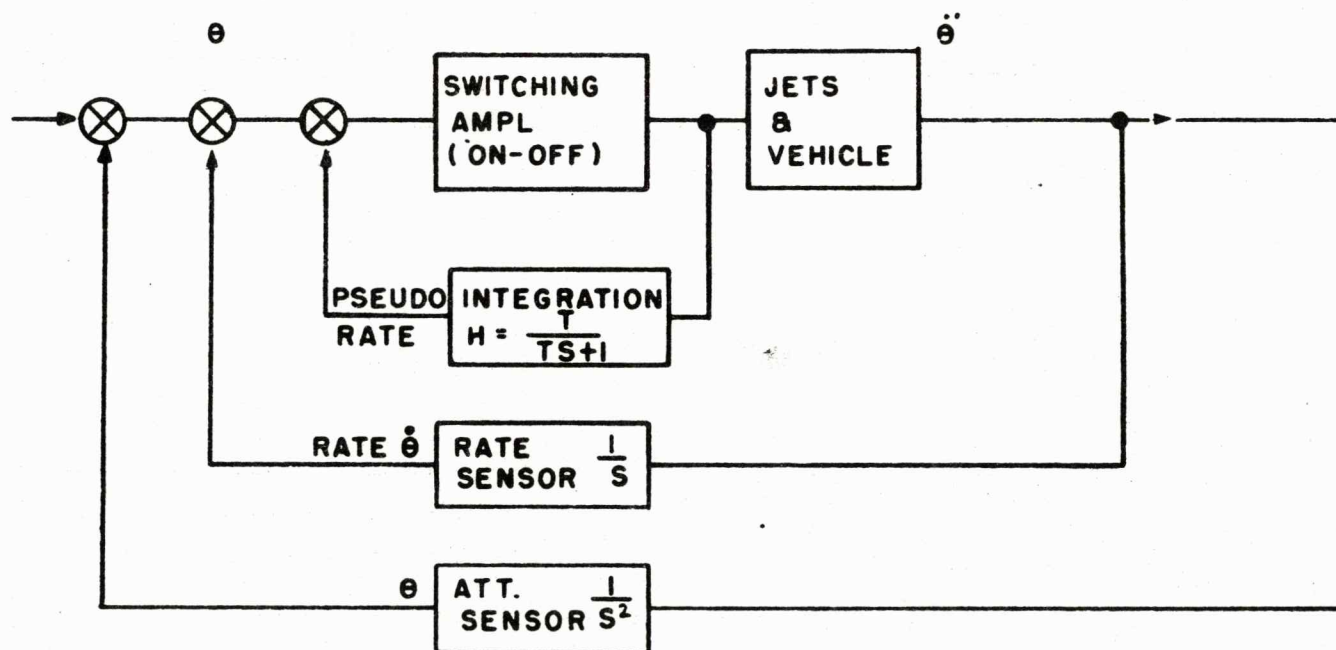 θ
θ̈
SWITCHING
AMPL
(ON-OFF)
JETS
&
VEHICLE
PSEUDO
RATE
INTEGRATION
H = T/TS+1
RATE θ̇
RATE
SENSOR 1/S
θ
ATT.
SENSOR 1/S²